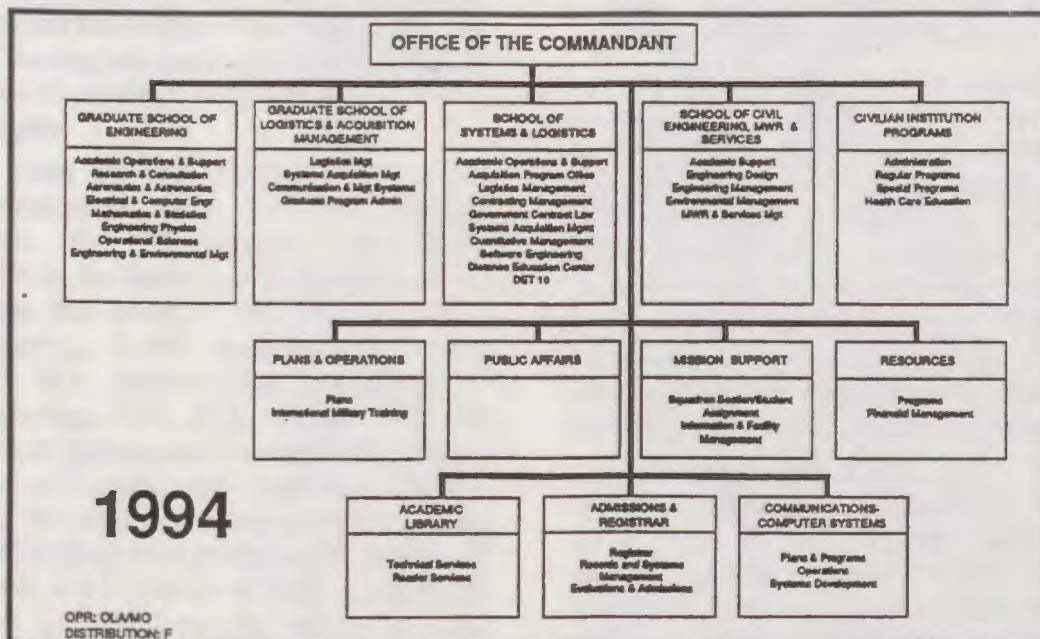 OFFICE OF THE COMMANDANT
GRADUATE SCHOOL OF
ENGINEERING
Academic Operations & Support
Research & Consultation
Aeronautics & Astronautics
Electrical & Computer Engr
Mathematics & Statistics
Engineering Physics
Operational Sciences
Engineering & Environmental Mgt
GRADUATE SCHOOL OF
LOGISTICS & ACQUISITION
MANAGEMENT
Logistics Mgt
Systems Acquisition Mgt
Communication & Mgt Systems
Graduate Program Admin
SCHOOL OF
SYSTEMS & LOGISTICS
Academic Operations & Support
Acquisition Program Office
Logistics Management
Contracting Management
Government Contract Law
Systems Acquisition Mgmt
Quantitative Management
Software Engineering
Distance Education Center
DET 10
SCHOOL OF CIVIL
ENGINEERING, MWR &
SERVICES
Academic Support
Engineering Design
Engineering Management
Environmental Management
MWR & Services Mgt
CIVILIAN INSTITUTION
PROGRAMS
Administration
Regular Programs
Special Programs
Health Care Education
PLANS & OPERATIONS
Plans
International Military Training
PUBLIC AFFAIRS
MISSION SUPPORT
Squadron Section/Student
Assignment
Information & Facility
Management
RESOURCES
Programs
Financial Management
1994
ACADEMIC
LIBRARY
Technical Services
Reader Services
ADMISSIONS &
REGISTRAR
Registrar
Records and Systems
Management
Evaluations & Admissions
COMMUNICATIONS-
COMPUTER SYSTEMS
Plans & Programs
Operations
Systems Development
OPR: OLA/MO
DISTRIBUTION: F